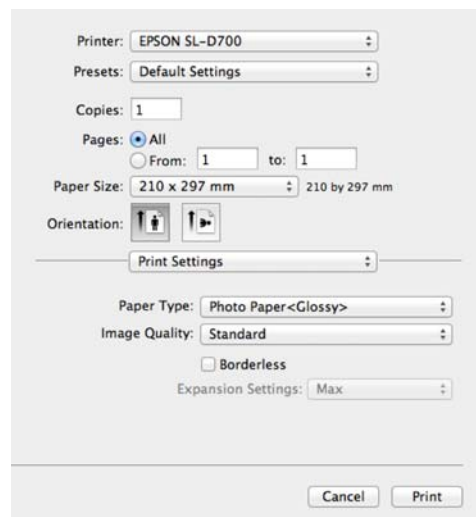 Printer: EPSON SL-D700
Presets: Default Settings
Copies: 1
Pages: All
From: 1 to: 1
Paper Size: 210 x 297 mm 210 by 297 mm
Orientation:
Print Settings
Paper Type: Photo Paper<Glossy>
Image Quality: Standard
Borderless
Expansion Settings: Max
Cancel Print